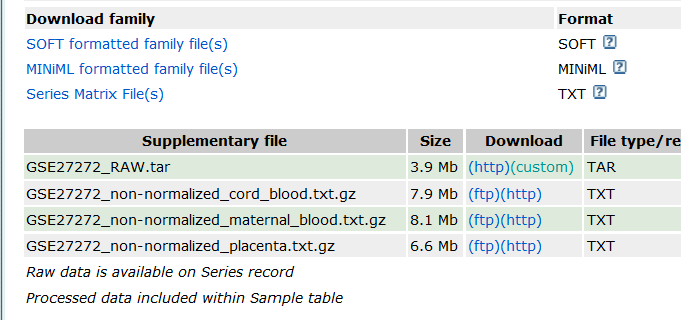 Download family Format
SOFT formatted family file(s) SOFT ?
MINiML formatted family file(s) MINiML ?
Series Matrix File(s) TXT ?
Supplementary file Size Download File type/re
GSE27272_RAW.tar 3.9 Mb (http)(custom) TAR
GSE27272_non-normalized_cord_blood.txt.gz 7.9 Mb (ftp)(http) TXT
GSE27272_non-normalized_maternal_blood.txt.gz 8.1 Mb (ftp)(http) TXT
GSE27272_non-normalized_placenta.txt.gz 6.6 Mb (ftp)(http) TXT
Raw data is available on Series record
Processed data included within Sample table